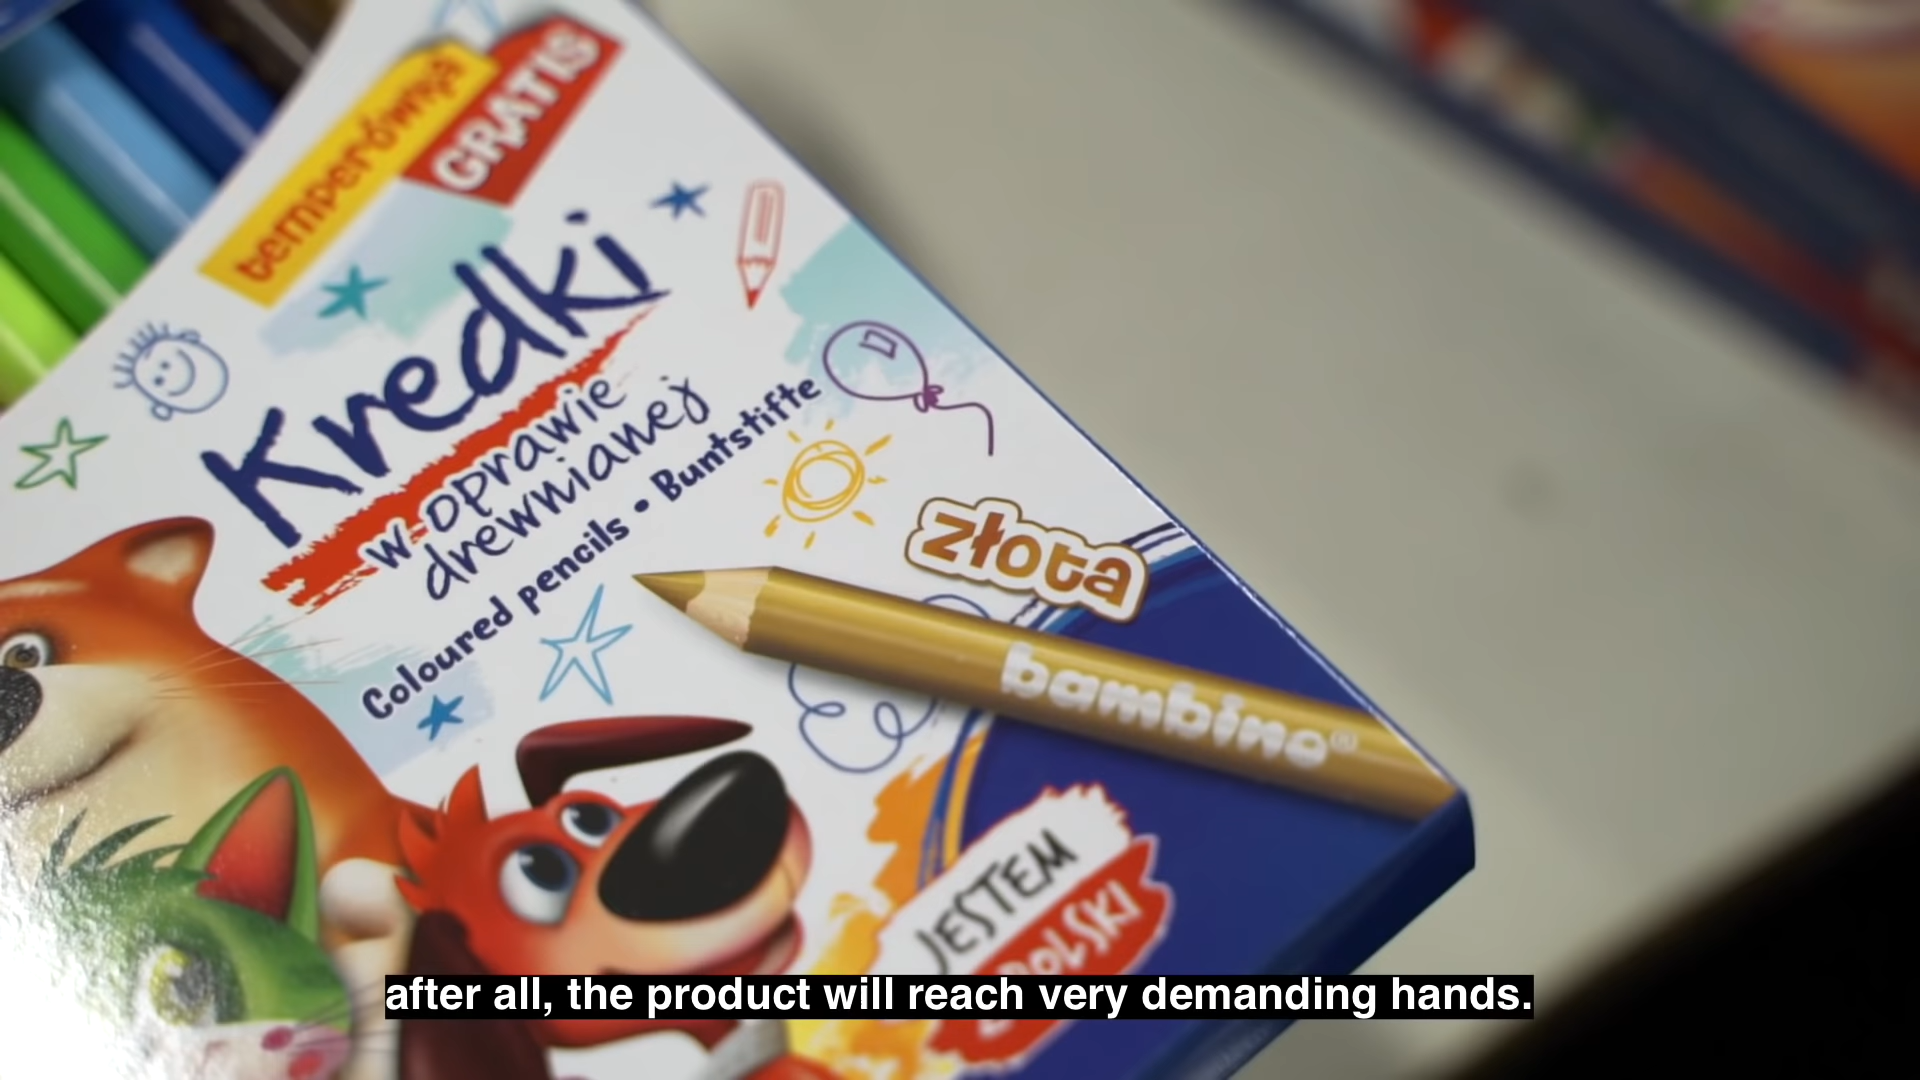 temperówka
GRATIS
Kredki
w oprawie
drewnianej
Coloured pencils • Buntstifte
złota
bambino®
JESTEM
Z POLSKI
after all, the product will reach very demanding hands.